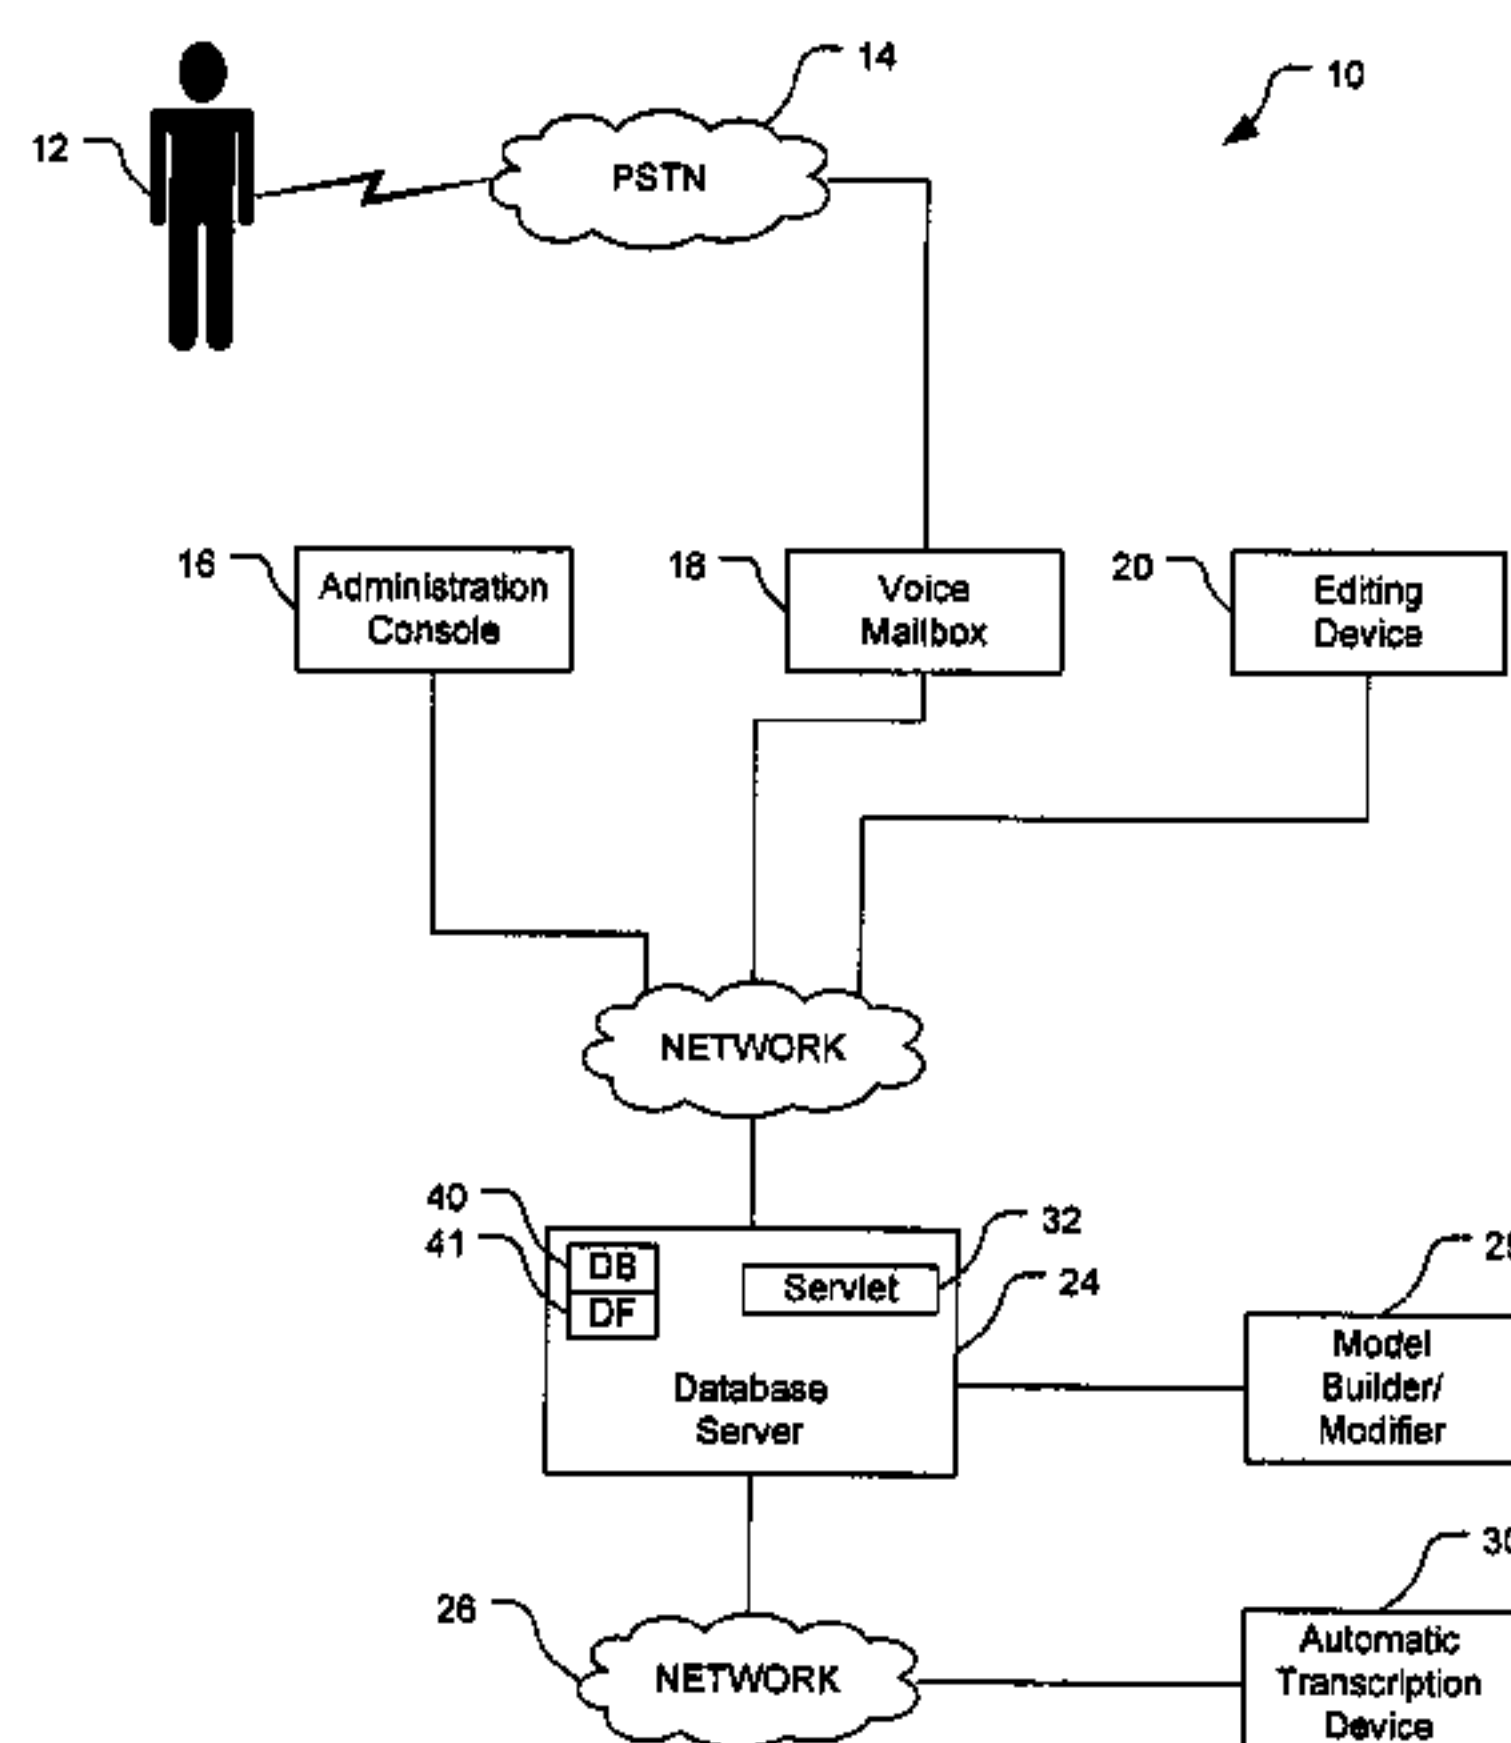 14
10
12
PSTN
16
Administration
Console
18
Voice
Mailbox
20
Editing
Device
NETWORK
40
41
DB
DF
Servlet
32
24
Database
Server
Model
Builder/
Modifier
26
NETWORK
30
Automatic
Transcription
Device